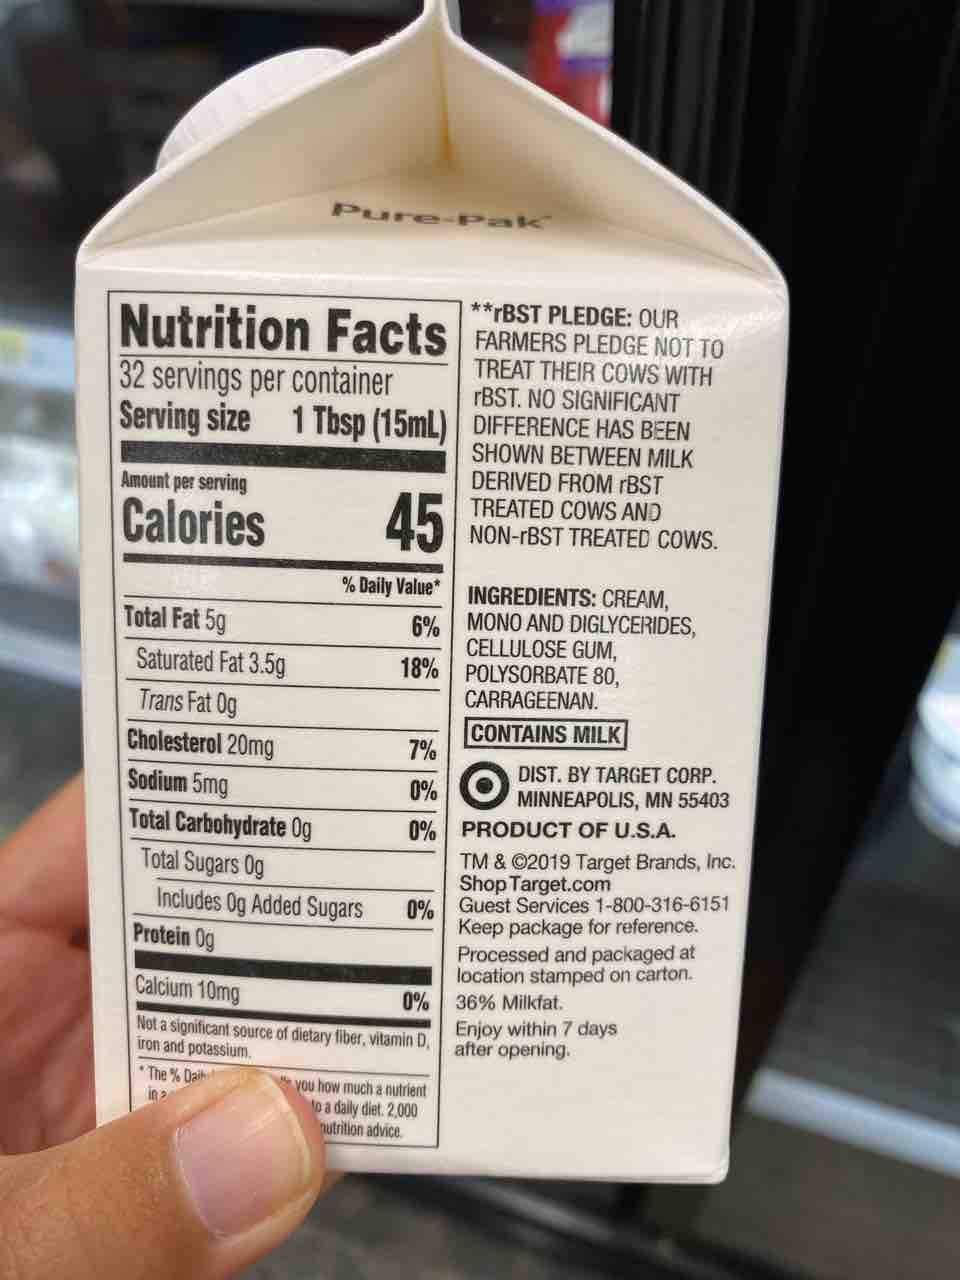 Pure-Pak
Nutrition Facts
32 servings per container
Serving size 1 Tbsp (15mL)
Amount per serving
Calories 45
% Daily Value*
Total Fat 5g 6%
Saturated Fat 3.5g 18%
Trans Fat 0g
Cholesterol 20mg 7%
Sodium 5mg 0%
Total Carbohydrate 0g 0%
Total Sugars 0g
Includes 0g Added Sugars 0%
Protein 0g
Calcium 10mg 0%
Not a significant source of dietary fiber, vitamin D,
iron and potassium.
* The % you how much a nutrient
to a daily diet. 2,000
nutrition advice.
**rBST PLEDGE: OUR
FARMERS PLEDGE NOT TO
TREAT THEIR COWS WITH
rBST. NO SIGNIFICANT
DIFFERENCE HAS BEEN
SHOWN BETWEEN MILK
DERIVED FROM rBST
TREATED COWS AND
NON-rBST TREATED COWS.
INGREDIENTS: CREAM,
MONO AND DIGLYCERIDES,
CELLULOSE GUM,
POLYSORBATE 80,
CARRAGEENAN.
CONTAINS MILK
DIST. BY TARGET CORP.
MINNEAPOLIS, MN 55403
PRODUCT OF U.S.A.
TM & ©2019 Target Brands, Inc.
ShopTarget.com
Guest Services 1-800-316-6151
Keep package for reference.
Processed and packaged at
location stamped on carton.
36% Milkfat.
Enjoy within 7 days
after opening.